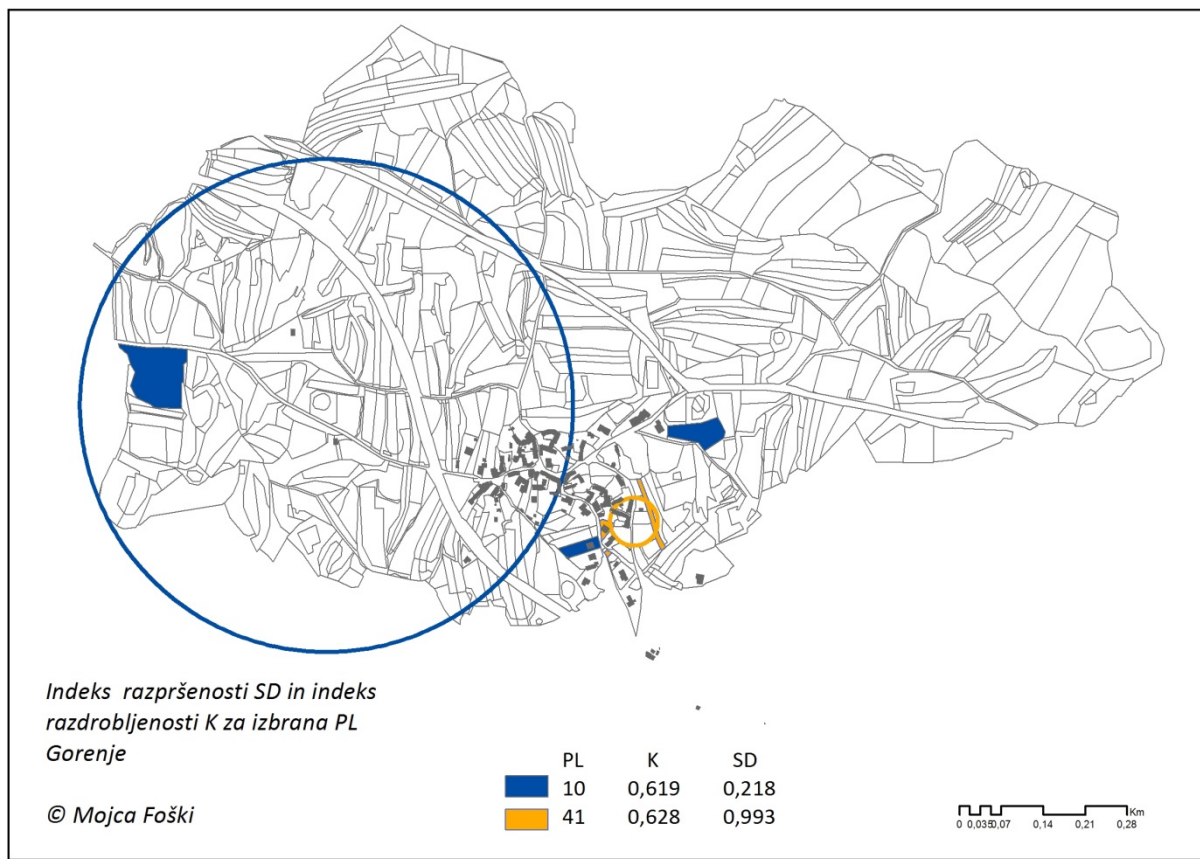 Indeks razpršenosti SD in indeks
razdrobljenosti K za izbrana PL
Gorenje
© Mojca Foški
PL K SD
10 0,619 0,218
41 0,628 0,993
Km
0 0,035 0,07 0,14 0,21 0,28